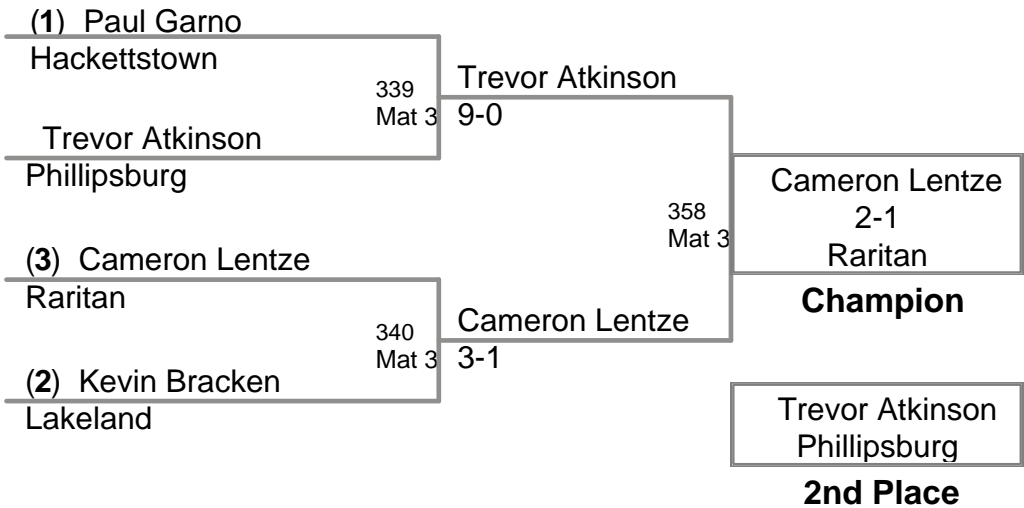 (1) Paul Garno
Hackettstown
339
Mat 3
Trevor Atkinson
9-0
Trevor Atkinson
Phillipsburg
(3) Cameron Lentze
Raritan
340
Mat 3
Cameron Lentze
3-1
(2) Kevin Bracken
Lakeland
358
Mat 3
Cameron Lentze
2-1
Raritan
Champion
Trevor Atkinson
Phillipsburg
2nd Place